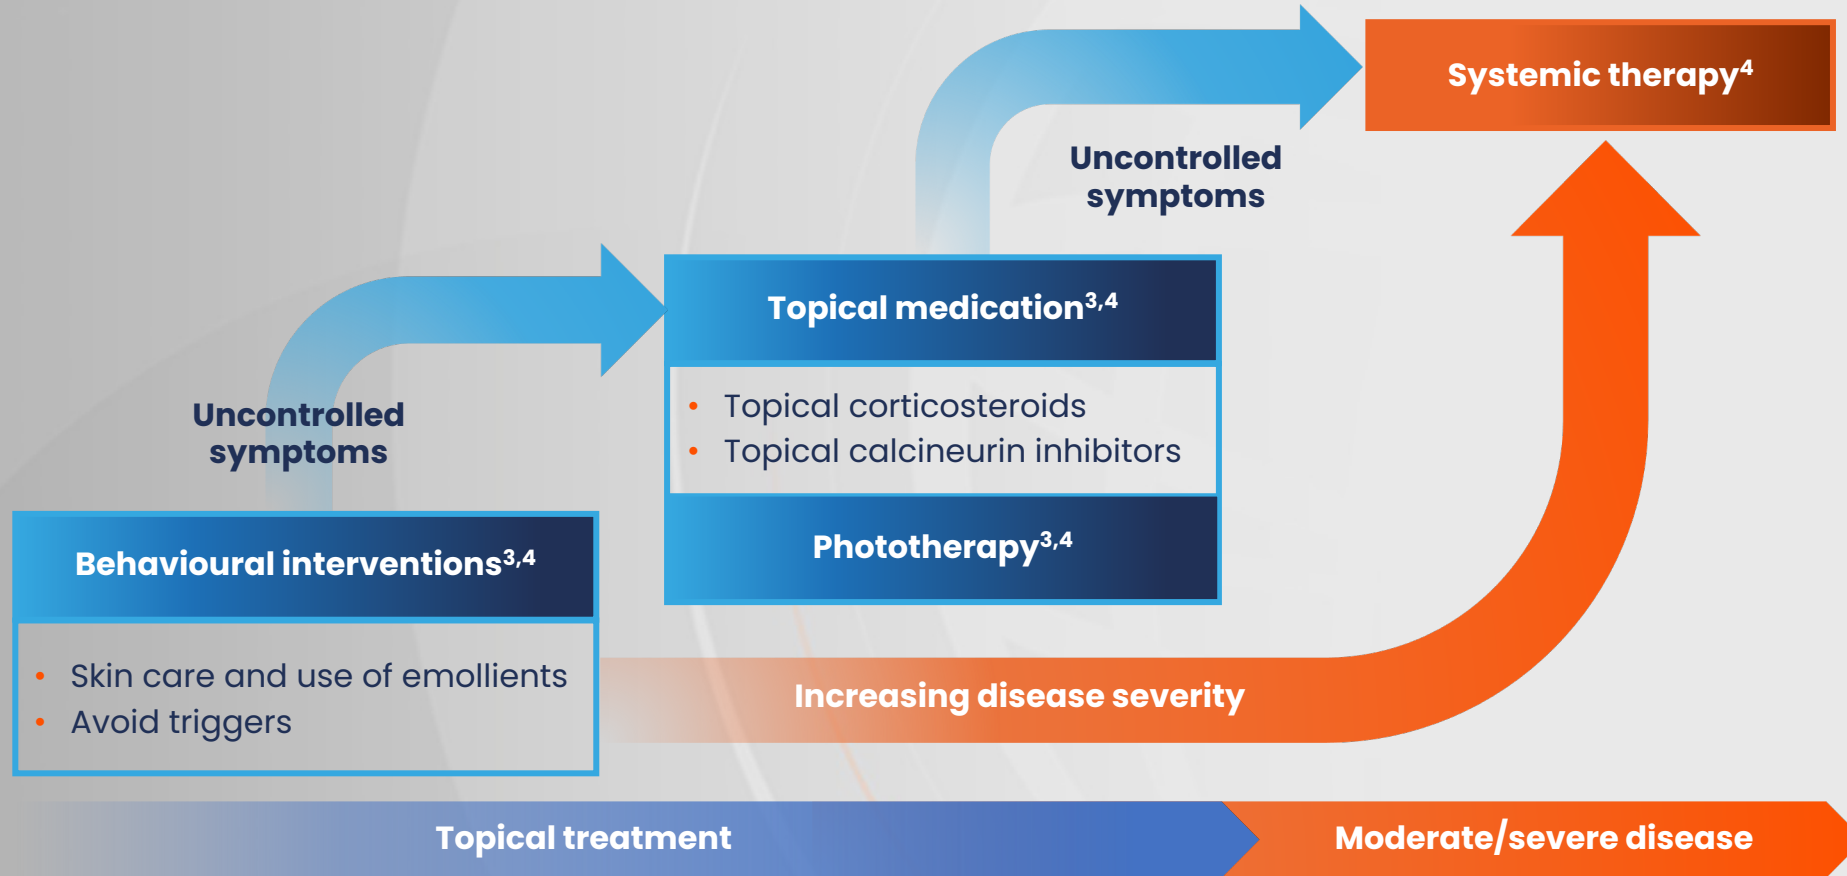 Systemic therapy⁴
Uncontrolled
symptoms
Topical medication³,⁴
• Topical corticosteroids
• Topical calcineurin inhibitors
Phototherapy³,⁴
Uncontrolled
symptoms
Behavioural interventions³,⁴
• Skin care and use of emollients
• Avoid triggers
Increasing disease severity
Topical treatment
Moderate/severe disease